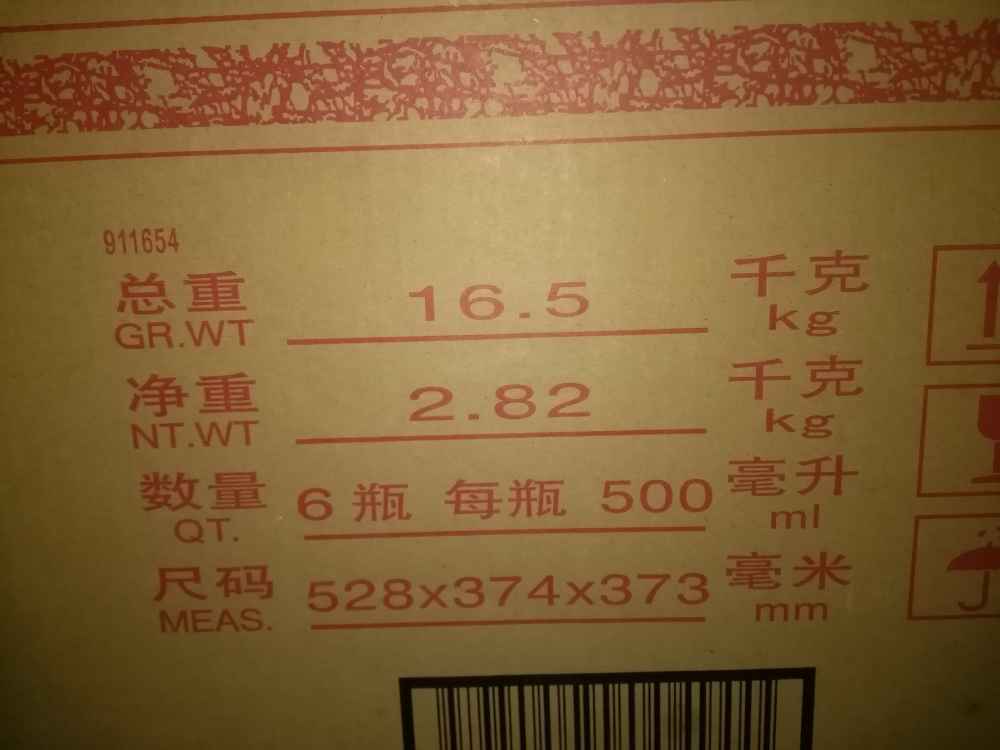 911654
总重 16.5 千克
GR.WT kg
净重 2.82 千克
NT.WT kg
数量 6瓶 每瓶 500 毫升
QT. ml
尺码 528x374x373 毫米
MEAS. mm